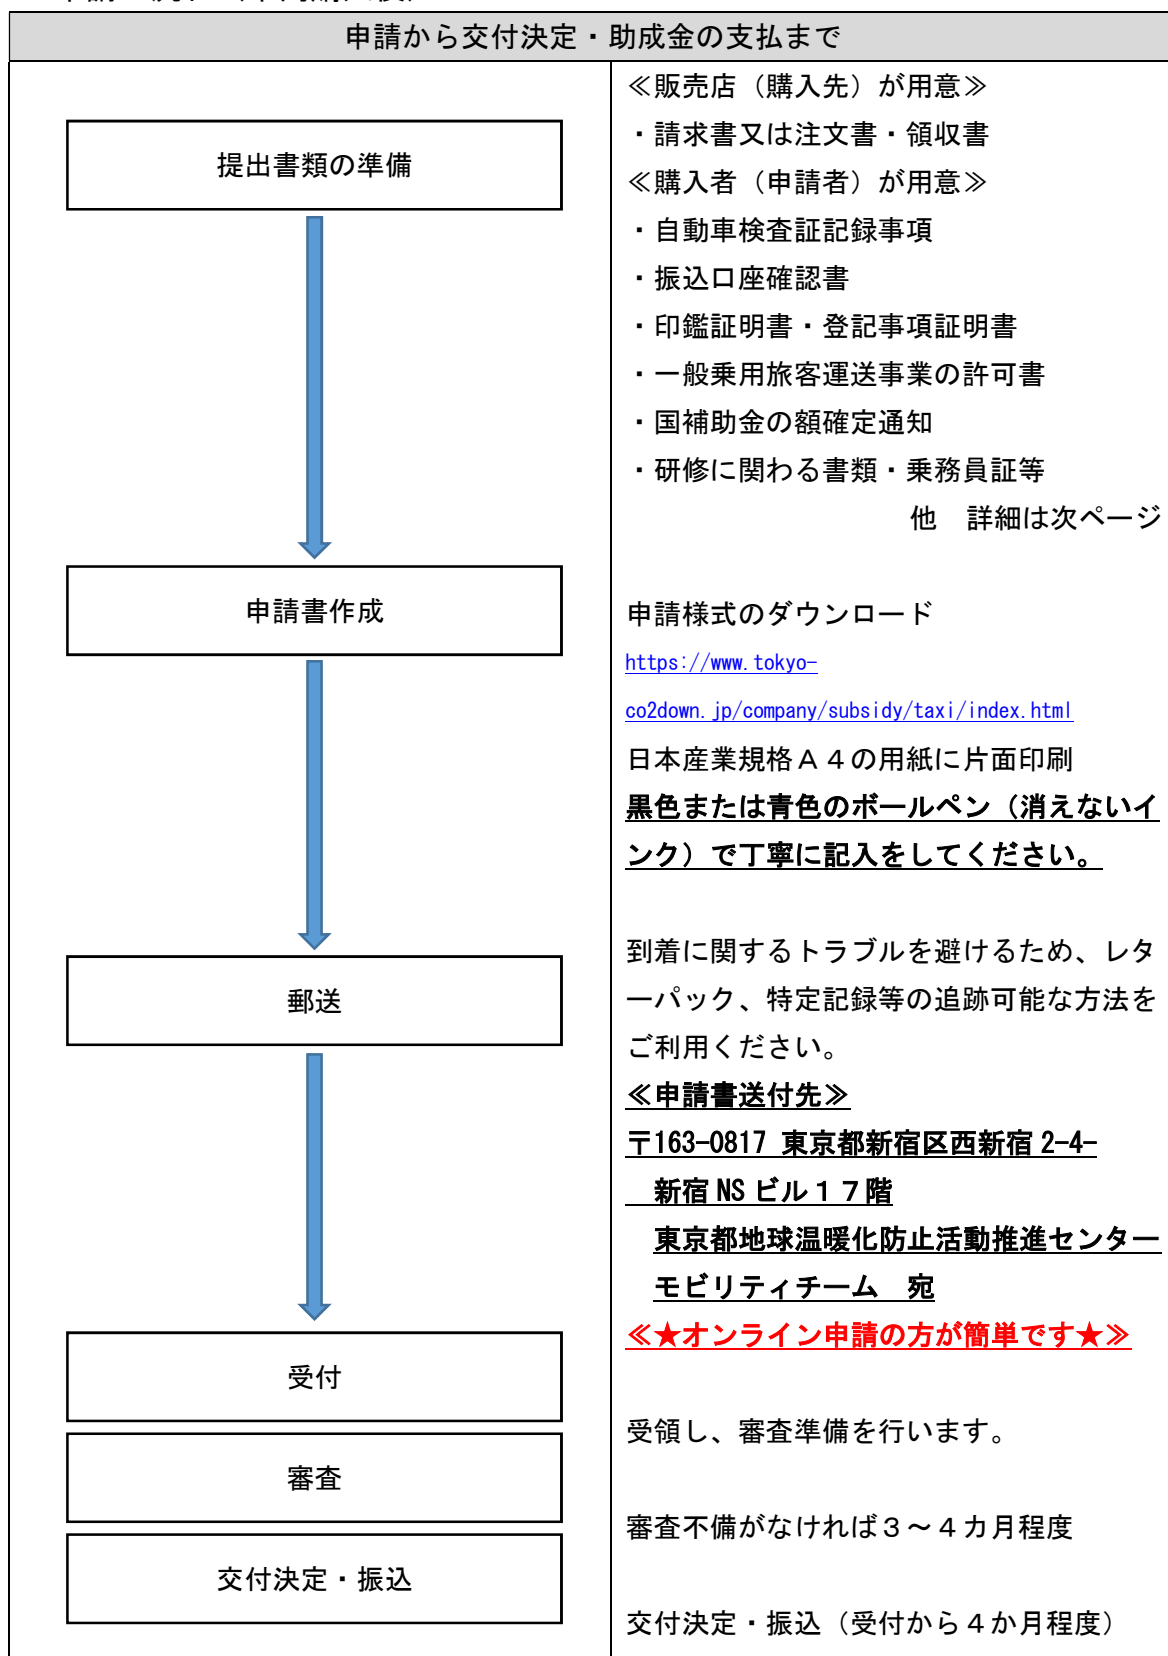 申請から交付決定・助成金の支払まで
提出書類の準備
≪販売店（購入先）が用意≫
・請求書又は注文書・領収書
≪購入者（申請者）が用意≫
・自動車検査証記録事項
・振込口座確認書
・印鑑証明書・登記事項証明書
・一般乗用旅客運送事業の許可書
・国補助金の額確定通知
・研修に関わる書類・乗務員証等
他　詳細は次ページ
申請書作成
申請様式のダウンロード
https://www.tokyo-
co2down.jp/company/subsidy/taxi/index.html
日本産業規格Ａ４の用紙に片面印刷
黒色または青色のボールペン（消えないイ
ンク）で丁寧に記入をしてください。
郵送
到着に関するトラブルを避けるため、レタ
ーパック、特定記録等の追跡可能な方法を
ご利用ください。
≪申請書送付先≫
〒163-0817 東京都新宿区西新宿 2-4-
新宿 NS ビル１７階
東京都地球温暖化防止活動推進センター
モビリティチーム　宛
≪★オンライン申請の方が簡単です★≫
受付
受領し、審査準備を行います。
審査
審査不備がなければ３～４カ月程度
交付決定・振込
交付決定・振込（受付から４か月程度）